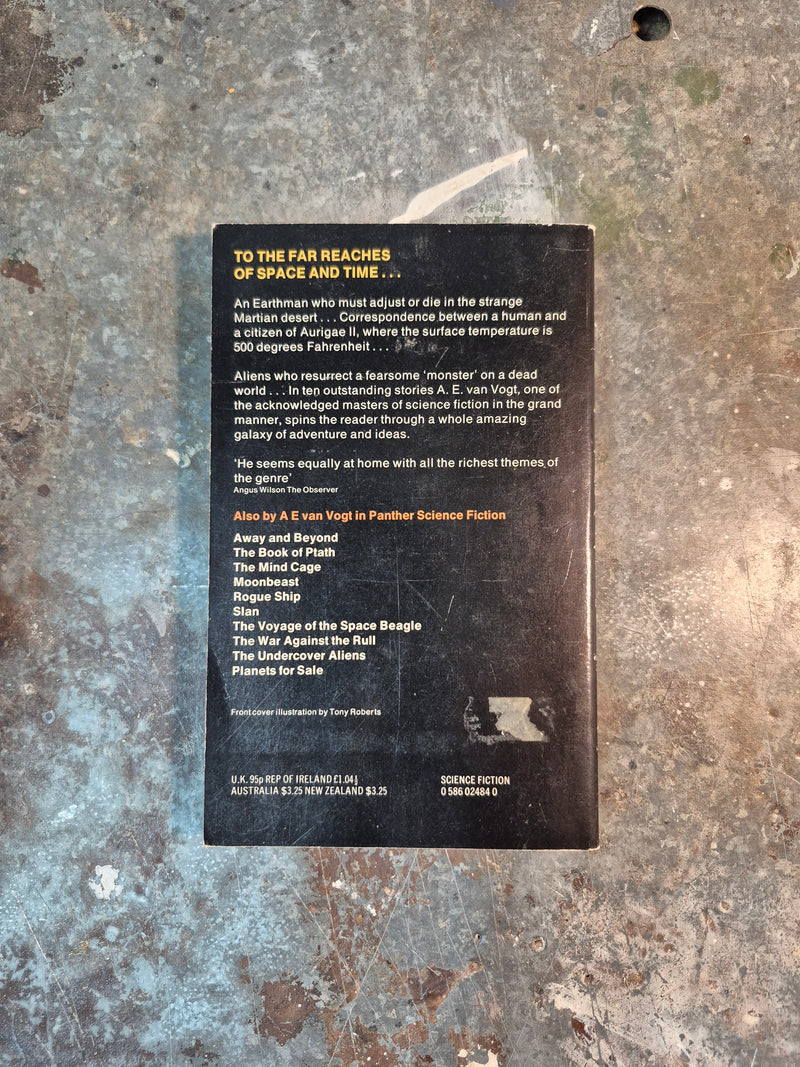 TO THE FAR REACHES
OF SPACE AND TIME . . .
An Earthman who must adjust or die in the strange
Martian desert . . . Correspondence between a human and
a citizen of Aurigae II, where the surface temperature is
500 degrees Fahrenheit . . .
Aliens who resurrect a fearsome 'monster' on a dead
world . . . In ten outstanding stories A. E. van Vogt, one of
the acknowledged masters of science fiction in the grand
manner, spins the reader through a whole amazing
galaxy of adventure and ideas.
'He seems equally at home with all the richest themes of
the genre'
Angus Wilson The Observer
Also by A E van Vogt in Panther Science Fiction
Away and Beyond
The Book of Ptath
The Mind Cage
Moonbeast
Rogue Ship
Slan
The Voyage of the Space Beagle
The War Against the Rull
The Undercover Aliens
Planets for Sale
Front cover illustration by Tony Roberts
U.K. 95p REP OF IRELAND £1.04½
AUSTRALIA $3.25 NEW ZEALAND $3.25
SCIENCE FICTION
0 586 02484 0